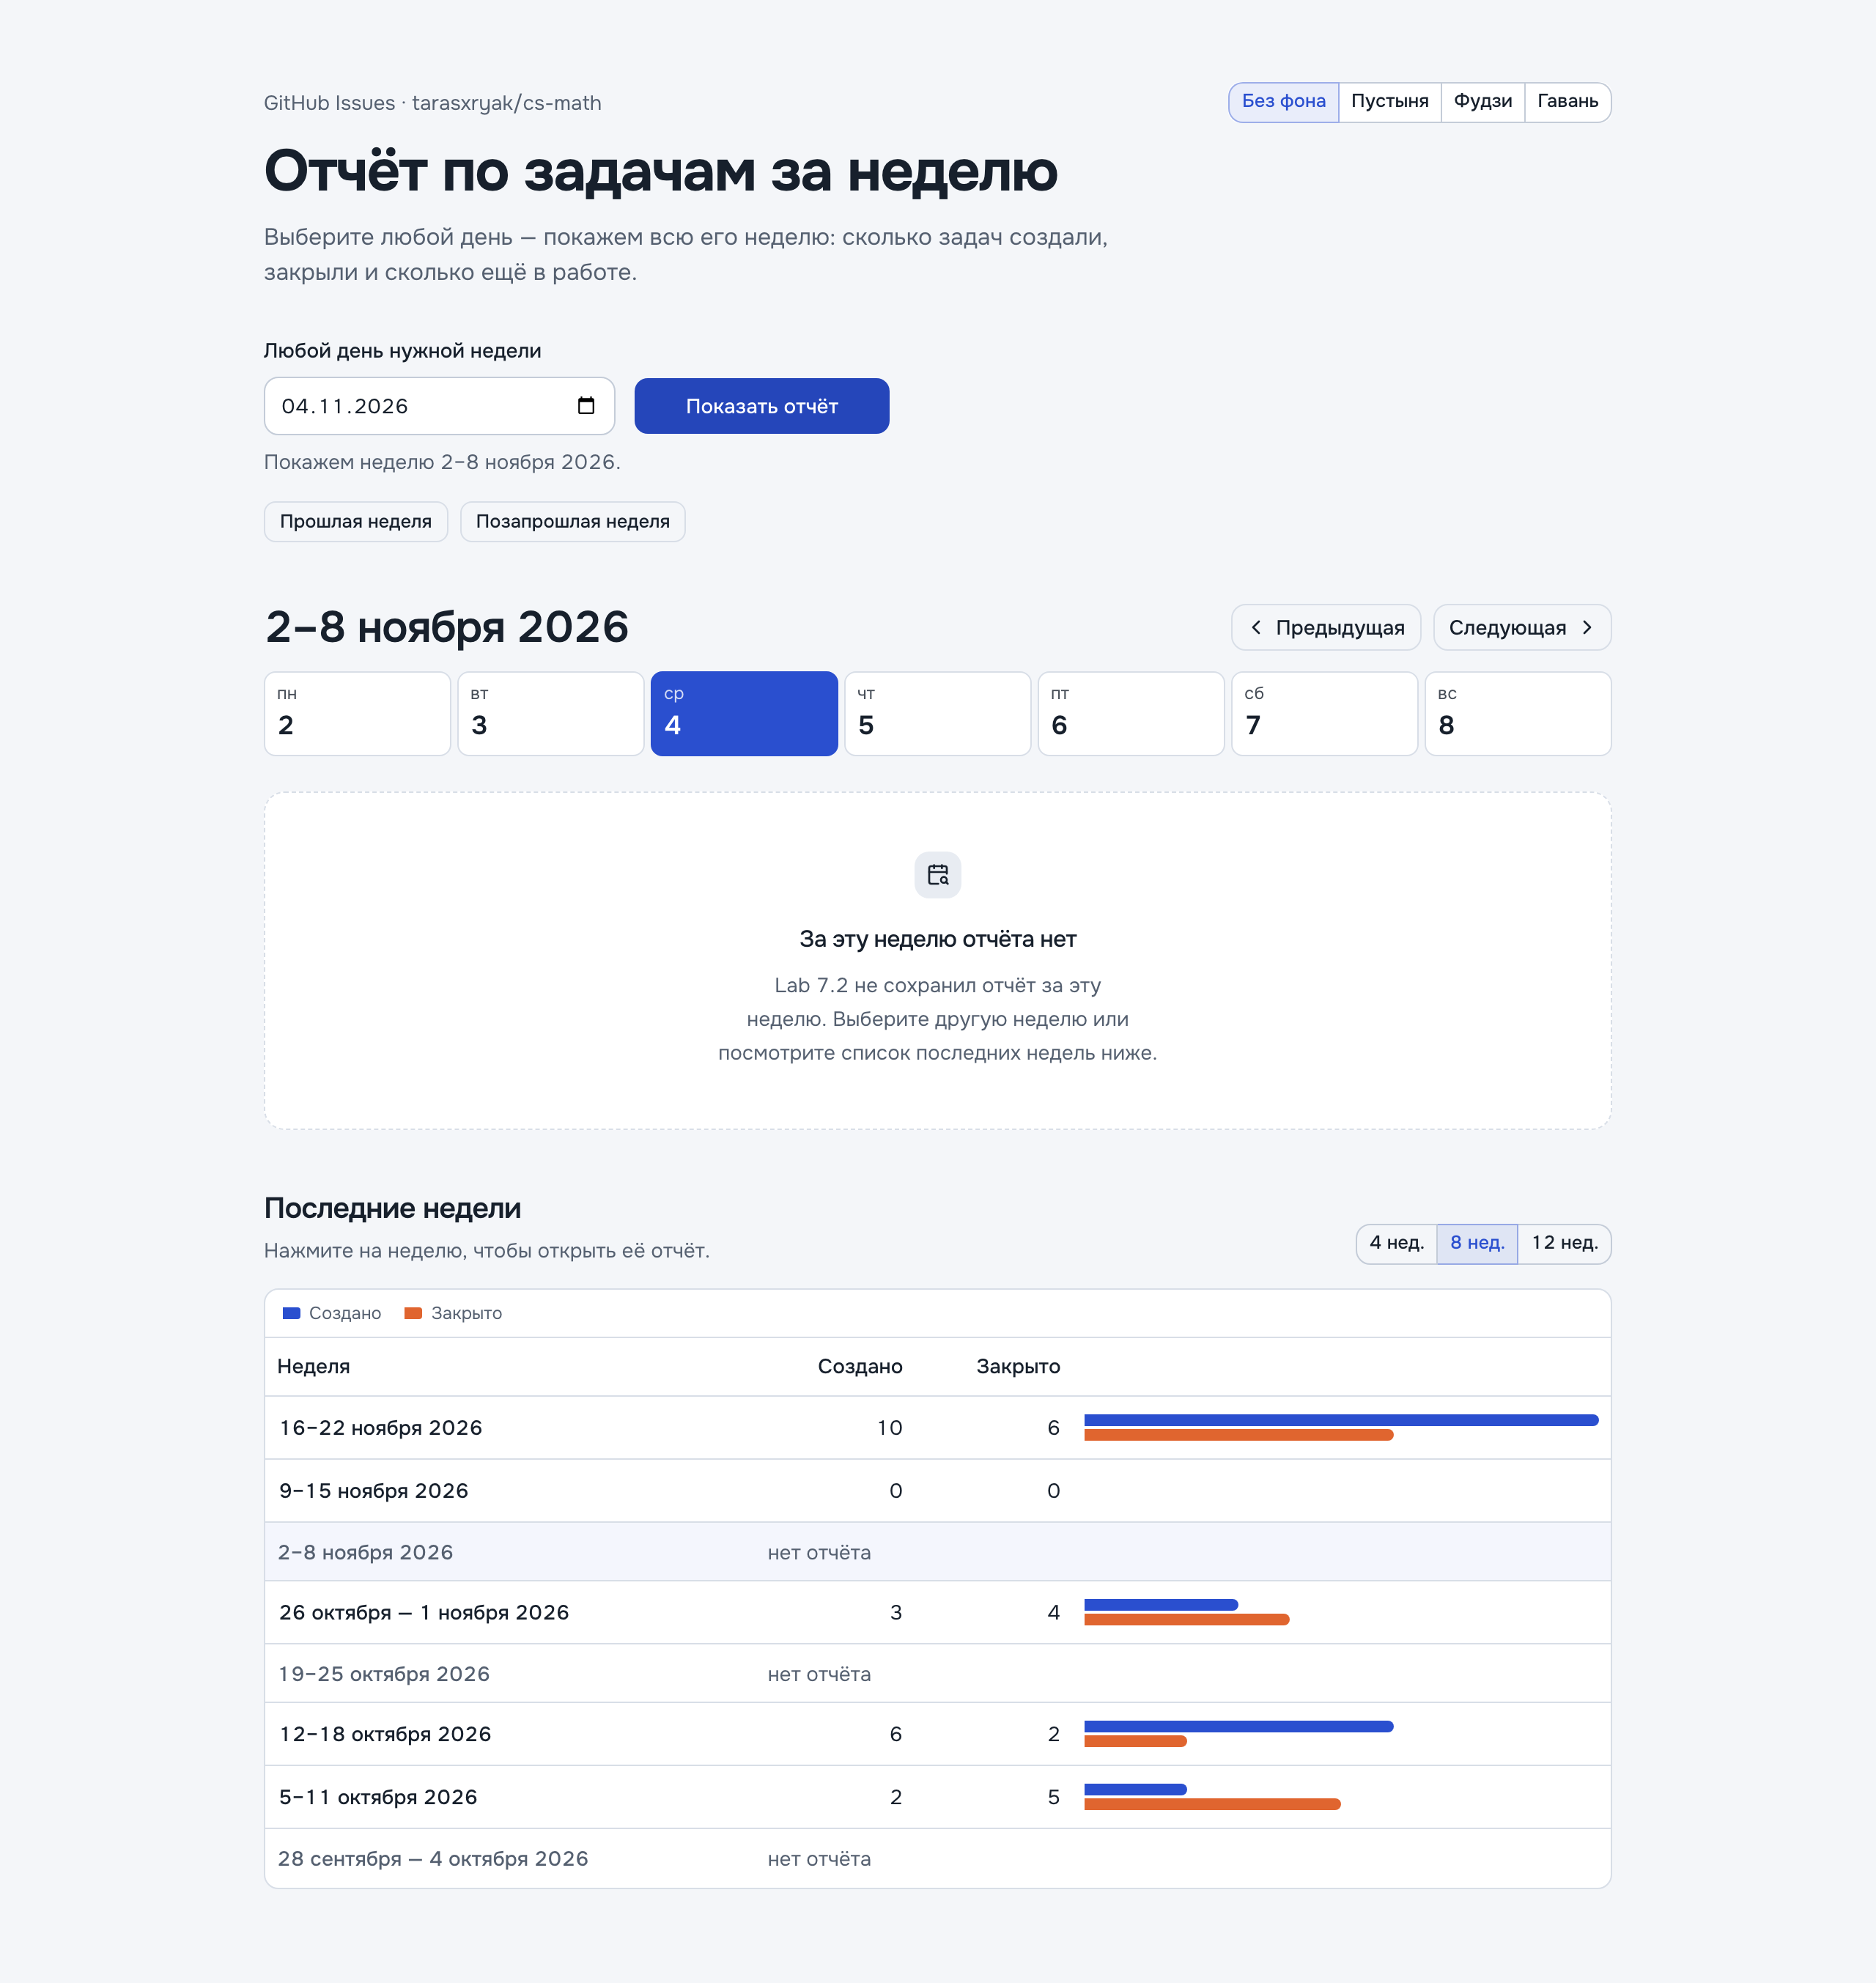 GitHub Issues · tarasxryak/cs-math
Без фона Пустыня Фудзи Гавань
Отчёт по задачам за неделю
Выберите любой день — покажем всю его неделю: сколько задач создали,
закрыли и сколько ещё в работе.
Любой день нужной недели
04.11.2026 Показать отчёт
Покажем неделю 2–8 ноября 2026.
Прошлая неделя Позапрошлая неделя
2–8 ноября 2026 Предыдущая Следующая
пн вт ср чт пт сб вс
2 3 4 5 6 7 8
За эту неделю отчёта нет
Lab 7.2 не сохранил отчёт за эту
неделю. Выберите другую неделю или
посмотрите список последних недель ниже.
Последние недели
Нажмите на неделю, чтобы открыть её отчёт.
4 нед. 8 нед. 12 нед.
Создано Закрыто
Неделя Создано Закрыто
16–22 ноября 2026 10 6
9–15 ноября 2026 0 0
2–8 ноября 2026 нет отчёта
26 октября — 1 ноября 2026 3 4
19–25 октября 2026 нет отчёта
12–18 октября 2026 6 2
5–11 октября 2026 2 5
28 сентября — 4 октября 2026 нет отчёта